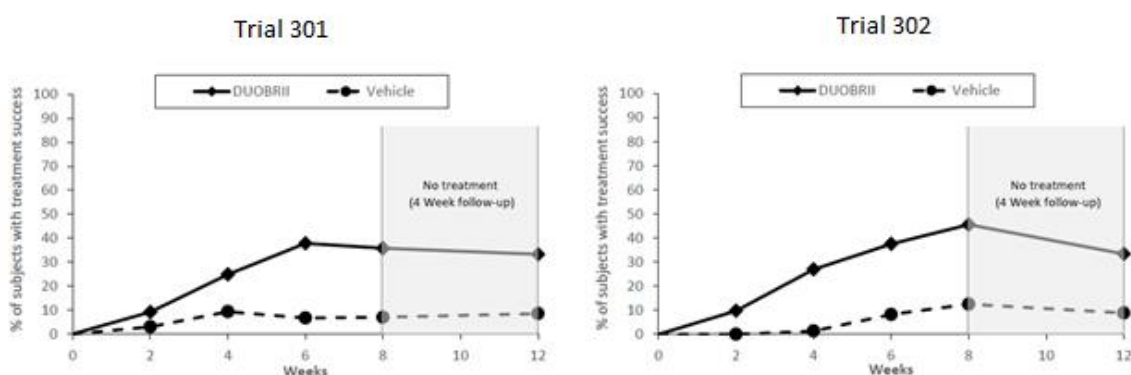 Trial 301
DUOBRII
Vehicle
% of subjects with treatment success
100
90
80
70
60
50
40
30
20
10
0
No treatment
(4 Week follow-up)
0 2 4 6 8 10 12
Weeks
Trial 302
DUOBRII
Vehicle
% of subjects with treatment success
100
90
80
70
60
50
40
30
20
10
0
No treatment
(4 Week follow-up)
0 2 4 6 8 10 12
Weeks